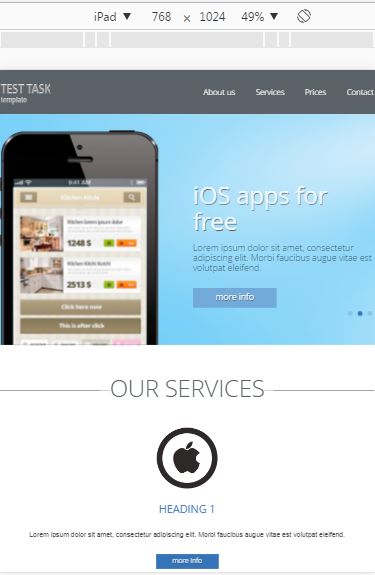 iPad ▼ 768 × 1024 49% ▼
TEST TASK
template
About us Services Prices Contact
9:41 AM
Kitchen Kitchi
Kitchen lorem ipsum dolor
1248 $
Kitchen Kitchi Kitchi
2513 $
Click here now
This is after click
iOS apps for
free
Lorem ipsum dolor sit amet, consectetur
adipiscing elit. Morbi faucibus augue vitae est
volutpat eleifend.
more info
OUR SERVICES
HEADING 1
Lorem ipsum dolor sit amet, consectetur adipiscing elit. Morbi faucibus augue vitae est volutpat eleifend.
more info